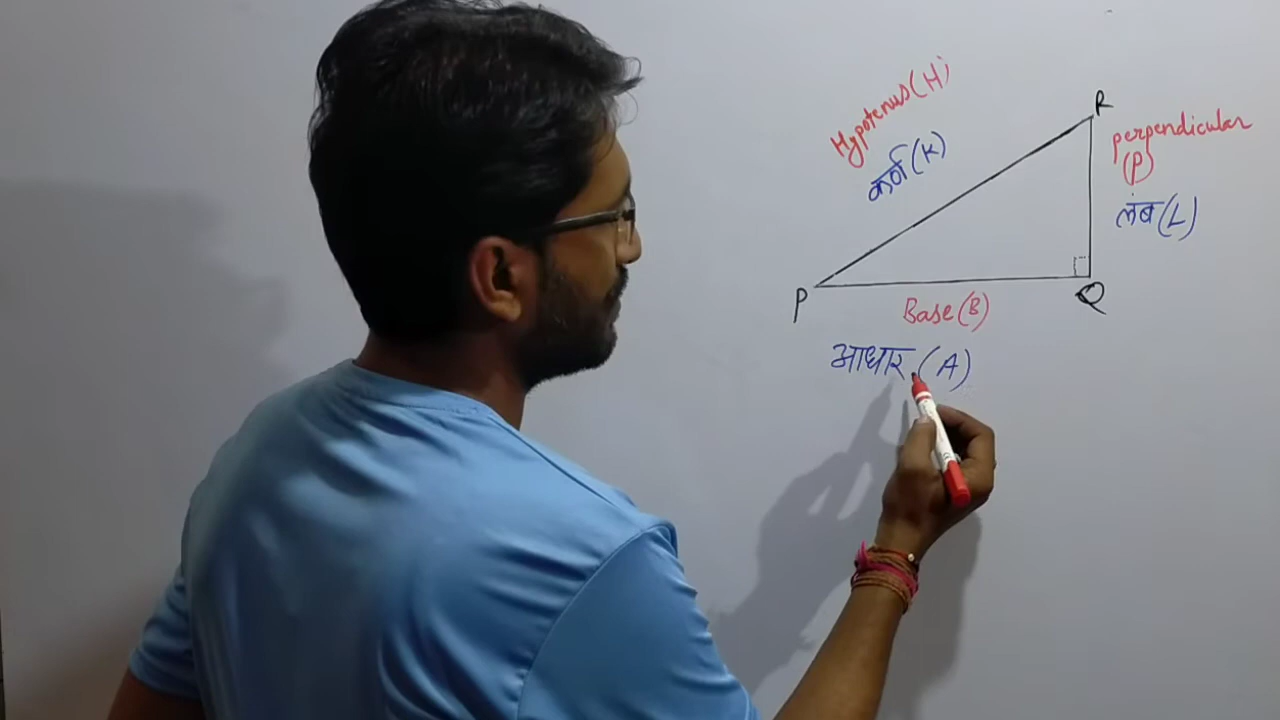 R
Hypotenus (H)
कर्ण (K)
perpendicular
(P)
लंब (L)
P
Q
Base (B)
आधार (A)